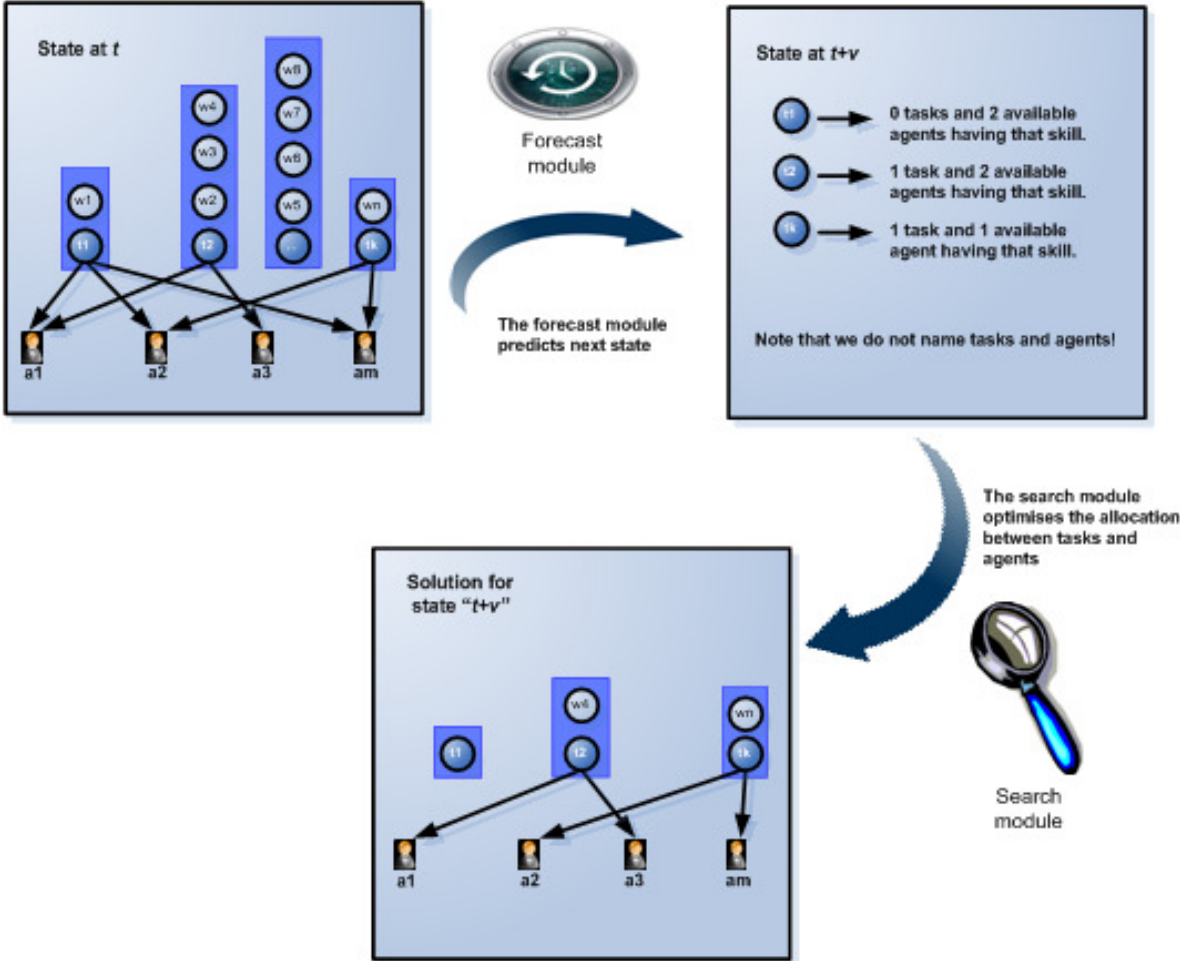 State at t
w8
w4
w7
w3
w6
w1
w2
w5
wn
t1
t2
...
tk
a1
a2
a3
am
Forecast
module
The forecast module
predicts next state
State at t+v
t1
0 tasks and 2 available
agents having that skill.
t2
1 task and 2 available
agents having that skill.
tk
1 task and 1 available
agent having that skill.
Note that we do not name tasks and agents!
The search module
optimises the allocation
between tasks and
agents
Search
module
Solution for
state “t+v”
w4
wn
t1
t2
tk
a1
a2
a3
am